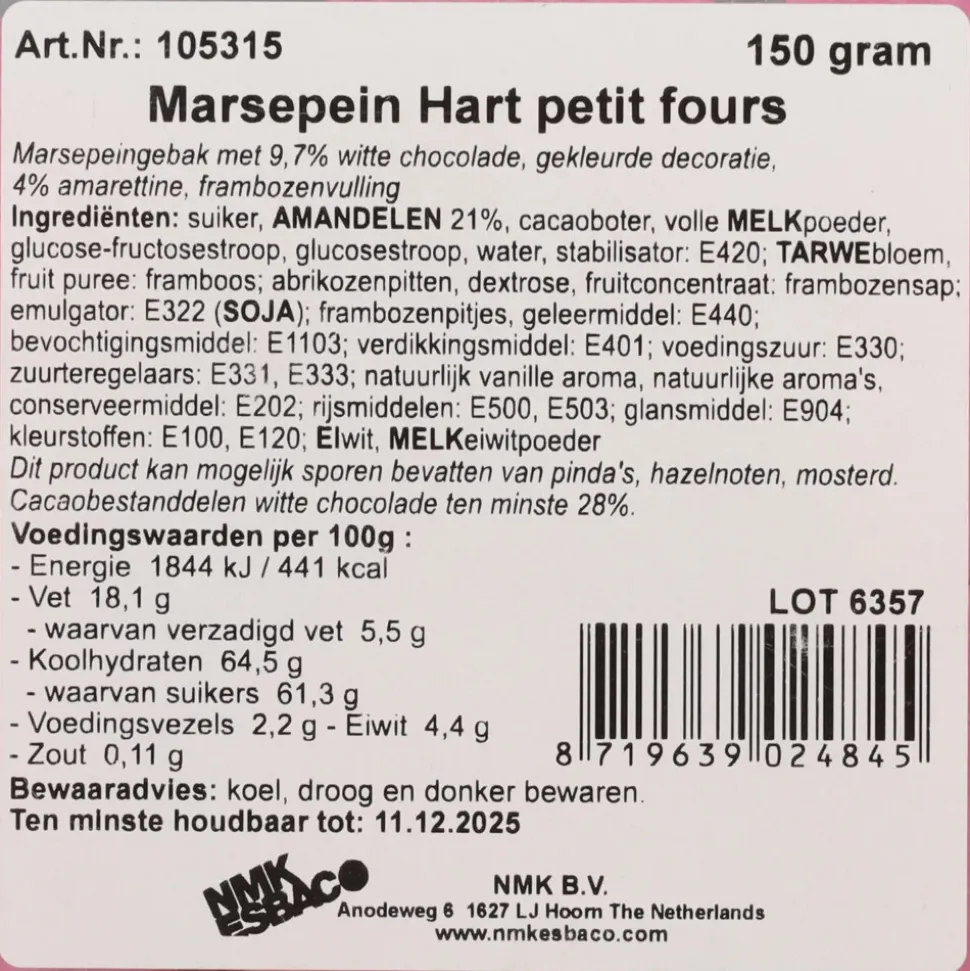 Art.Nr.: 105315 150 gram
Marsepein Hart petit fours
Marsepeingebak met 9,7% witte chocolade, gekleurde decoratie,
4% amarettine, frambozenvulling
Ingrediënten: suiker, AMANDELEN 21%, cacaoboter, volle MELKpoeder,
glucose-fructosestroop, glucosestroop, water, stabilisator: E420; TARWEbloem,
fruit puree: framboos; abrikozenpitten, dextrose, fruitconcentraat: frambozensap;
emulgator: E322 (SOJA); frambozenpitjes, geleermiddel: E440;
bevochtigingsmiddel: E1103; verdikkingsmiddel: E401; voedingszuur: E330;
zuurteregelaars: E331, E333; natuurlijk vanille aroma, natuurlijke aroma's,
conserveermiddel: E202; rijsmiddelen: E500, E503; glansmiddel: E904;
kleurstoffen: E100, E120; EIwit, MELKeiwitpoeder
Dit product kan mogelijk sporen bevatten van pinda's, hazelnoten, mosterd.
Cacaobestanddelen witte chocolade ten minste 28%.
Voedingswaarden per 100g :
- Energie 1844 kJ / 441 kcal
- Vet 18,1 g
- waarvan verzadigd vet 5,5 g
- Koolhydraten 64,5 g
- waarvan suikers 61,3 g
- Voedingsvezels 2,2 g - Eiwit 4,4 g
- Zout 0,11 g
LOT 6357
8 719639 024845
Bewaaradvies: koel, droog en donker bewaren.
Ten minste houdbaar tot: 11.12.2025
NMK
ESBACO
NMK B.V.
Anodeweg 6 1627 LJ Hoorn The Netherlands
www.nmkesbaco.com